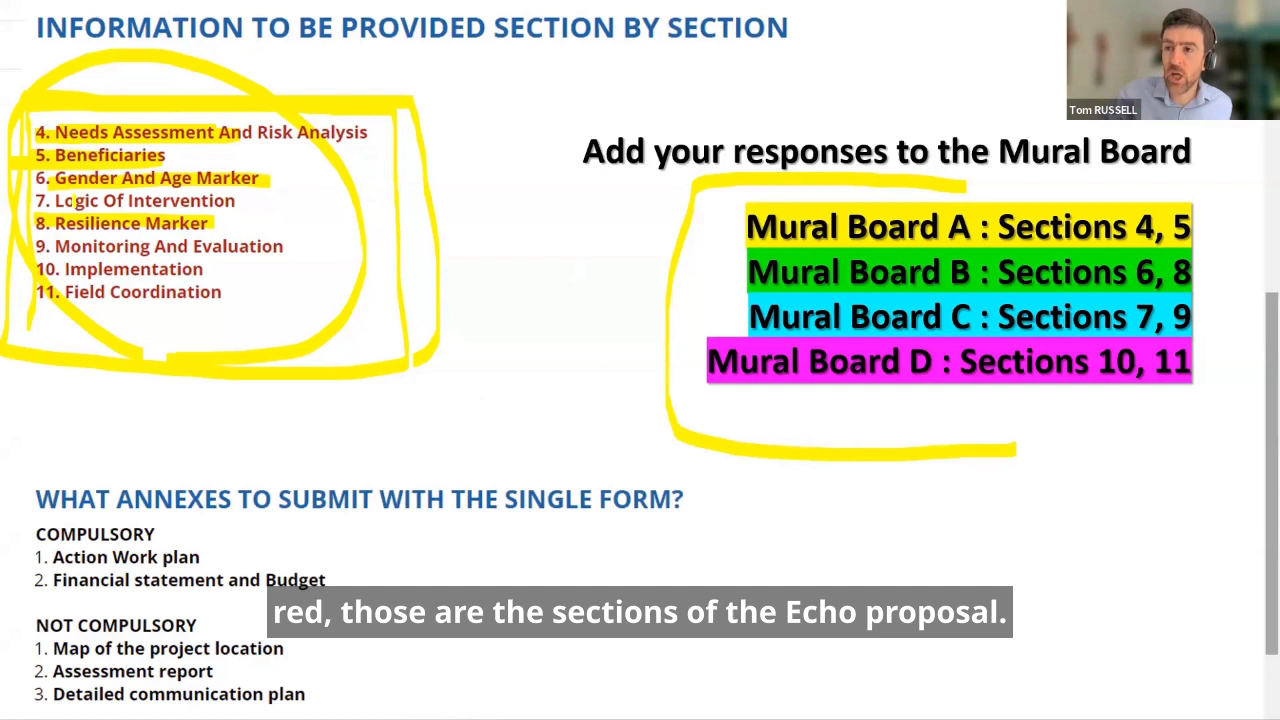 INFORMATION TO BE PROVIDED SECTION BY SECTION
Tom RUSSELL
4. Needs Assessment And Risk Analysis
5. Beneficiaries
6. Gender And Age Marker
7. Logic Of Intervention
8. Resilience Marker
9. Monitoring And Evaluation
10. Implementation
11. Field Coordination
Add your responses to the Mural Board
Mural Board A : Sections 4, 5
Mural Board B : Sections 6, 8
Mural Board C : Sections 7, 9
Mural Board D : Sections 10, 11
WHAT ANNEXES TO SUBMIT WITH THE SINGLE FORM?
COMPULSORY
1. Action Work plan
2. Financial statement and Budget
red, those are the sections of the Echo proposal.
NOT COMPULSORY
1. Map of the project location
2. Assessment report
3. Detailed communication plan